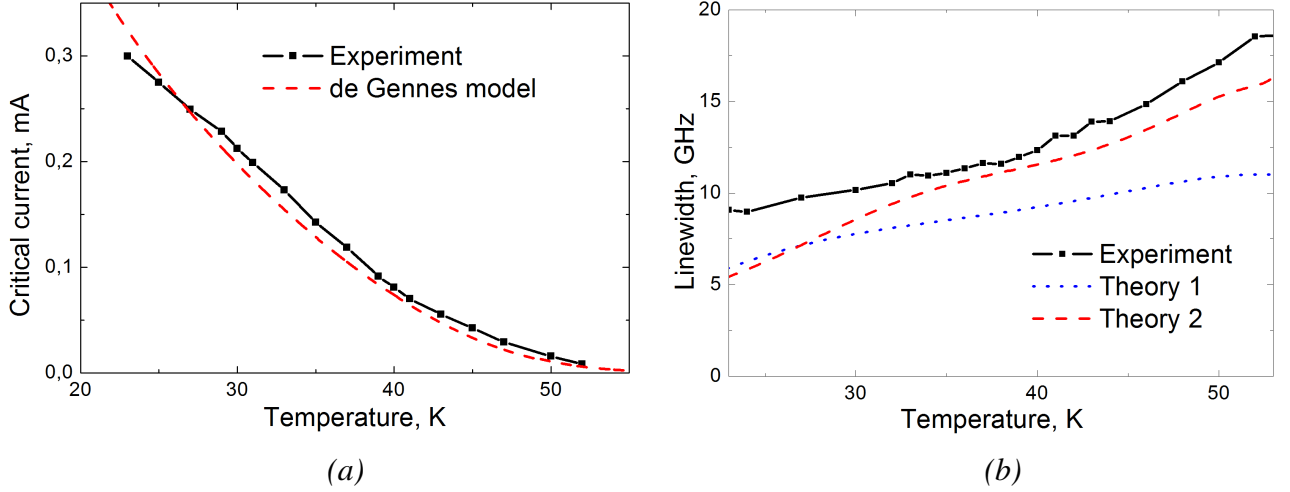 Critical current, mA
0,3
0,2
0,1
0,0
20
30
40
50
Temperature, K
Experiment
de Gennes model
(a)
Linewidth, GHz
20
15
10
5
0
30
40
50
Temperature, K
Experiment
Theory 1
Theory 2
(b)